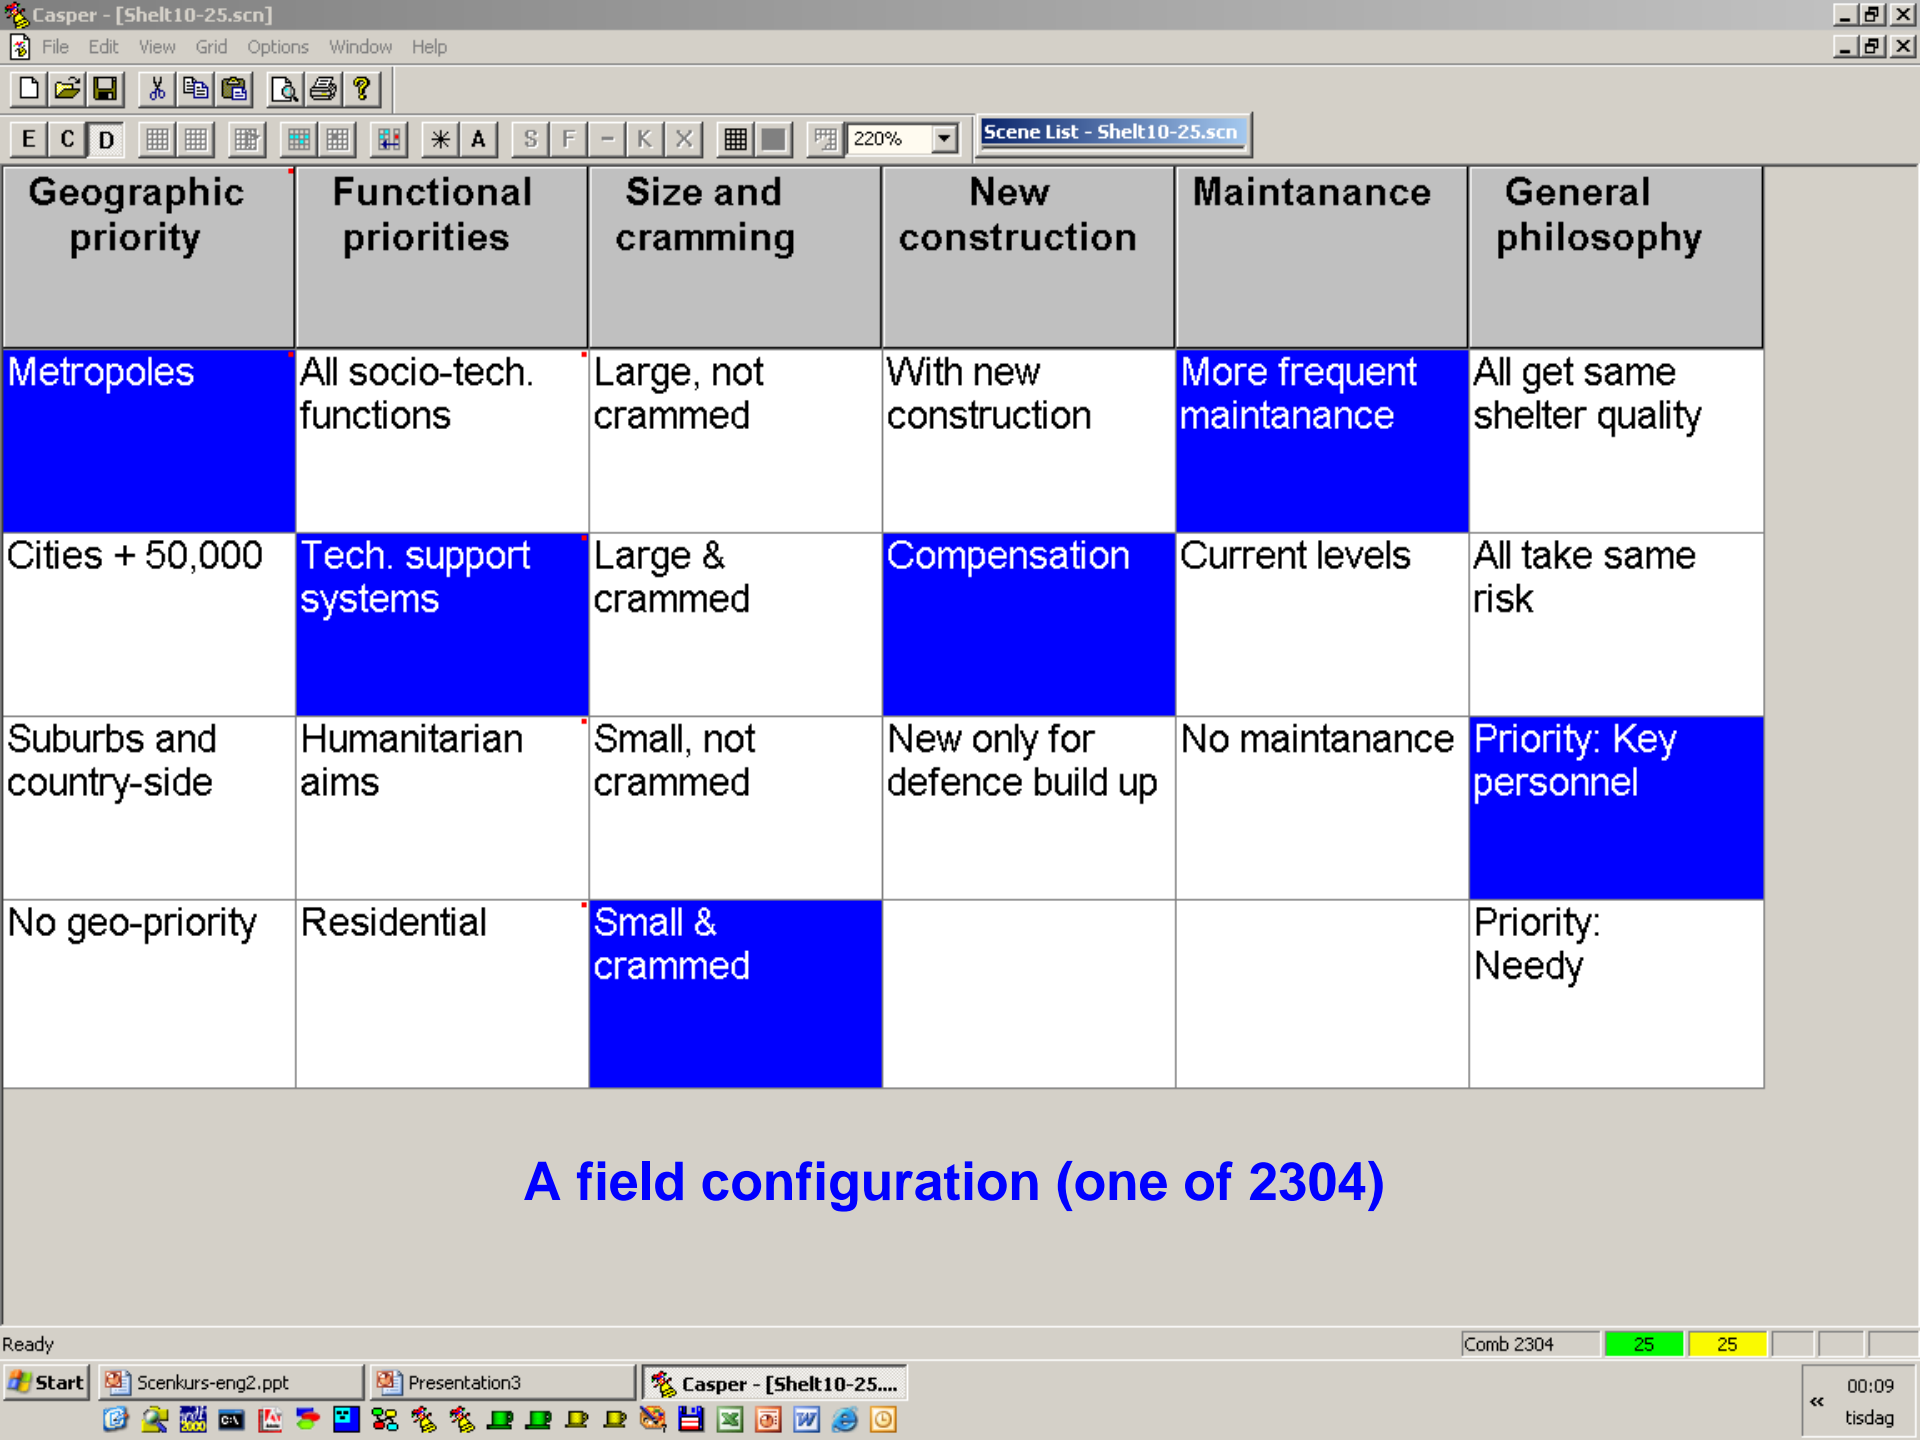 Casper - [Shelt10-25.scn]
File Edit View Grid Options Window Help
E C D A S F - K X 220% Scene List - Shelt10-25.scn
Geographic priority
Functional priorities
Size and cramming
New construction
Maintanance
General philosophy
Metropoles
All socio-tech. functions
Large, not crammed
With new construction
More frequent maintanance
All get same shelter quality
Cities + 50,000
Tech. support systems
Large & crammed
Compensation
Current levels
All take same risk
Suburbs and country-side
Humanitarian aims
Small, not crammed
New only for defence build up
No maintanance
Priority: Key personnel
No geo-priority
Residential
Small & crammed
Priority: Needy
A field configuration (one of 2304)
Ready
Comb 2304 25 25
Start Scenkurs-eng2.ppt Presentation3 Casper - [Shelt10-25....
00:09
tisdag